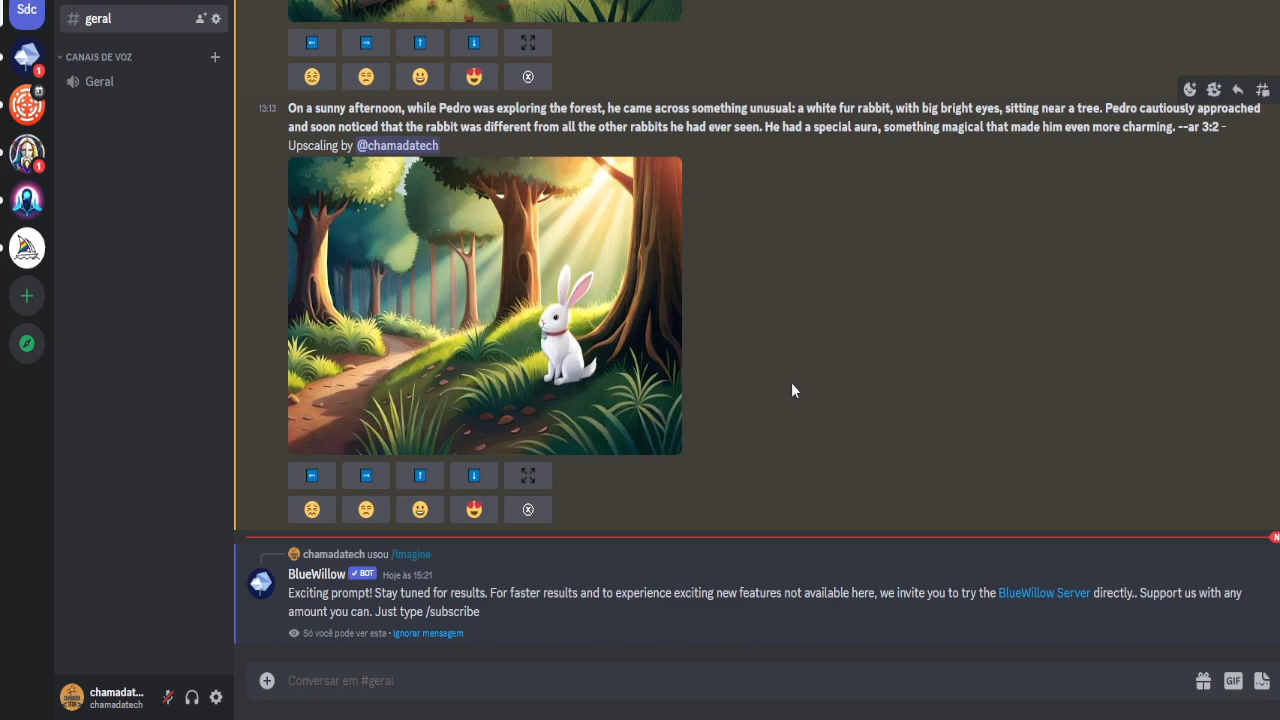 Sdc
geral
CANAIS DE VOZ
Geral
1
1
13:13
On a sunny afternoon, while Pedro was exploring the forest, he came across something unusual: a white fur rabbit, with big bright eyes, sitting near a tree. Pedro cautiously approached
and soon noticed that the rabbit was different from all the other rabbits he had ever seen. He had a special aura, something magical that made him even more charming. --ar 3:2 -
Upscaling by @chamadatech
chamadatech usou /imagine
BlueWillow ✓ BOT Hoje às 15:21
Exciting prompt! Stay tuned for results. For faster results and to experience exciting new features not available here, we invite you to try the BlueWillow Server directly.. Support us with any
amount you can. Just type /subscribe
Só você pode ver esta • Ignorar mensagem
Conversar em #geral
GIF
chamadat...
chamadatech